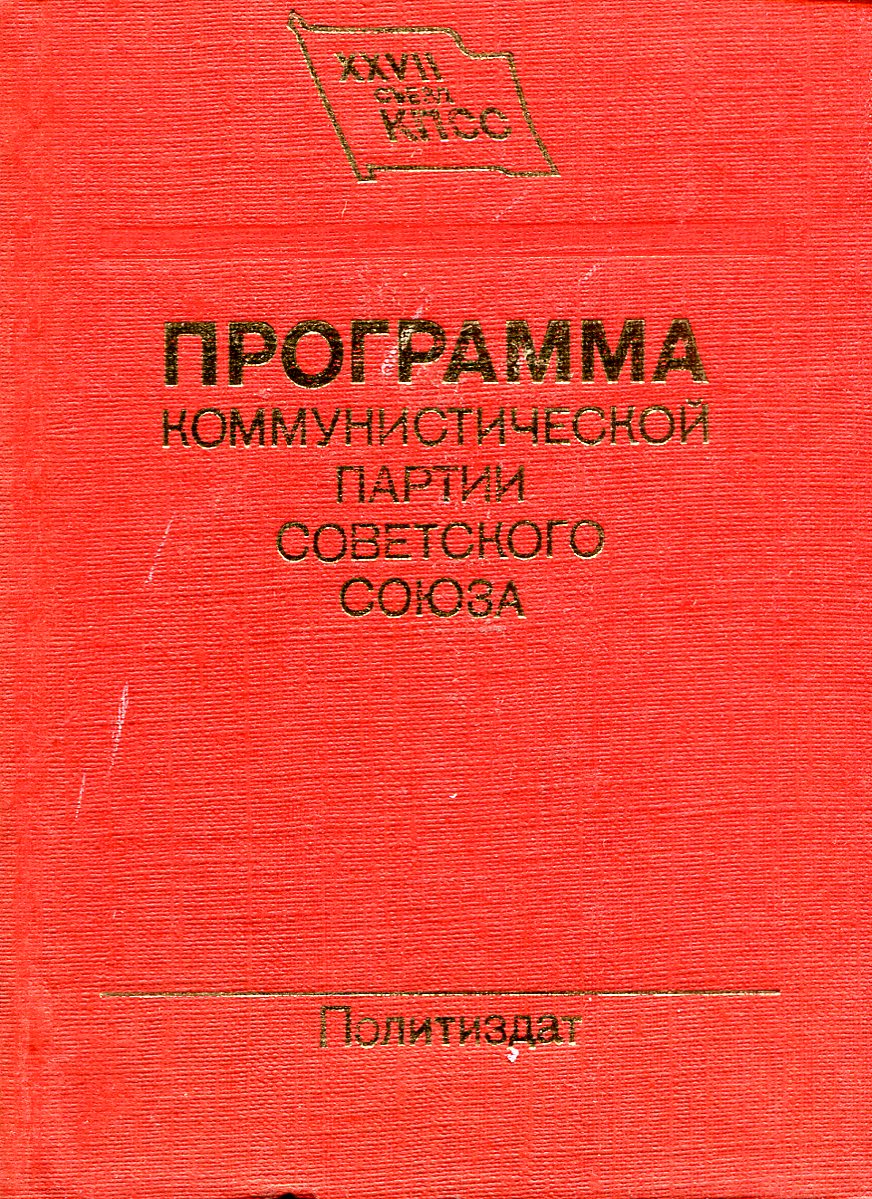 XXVII
СЪЕЗД
КПСС
ПРОГРАММА
КОММУНИСТИЧЕСКОЙ
ПАРТИИ
СОВЕТСКОГО
СОЮЗА
Политиздат